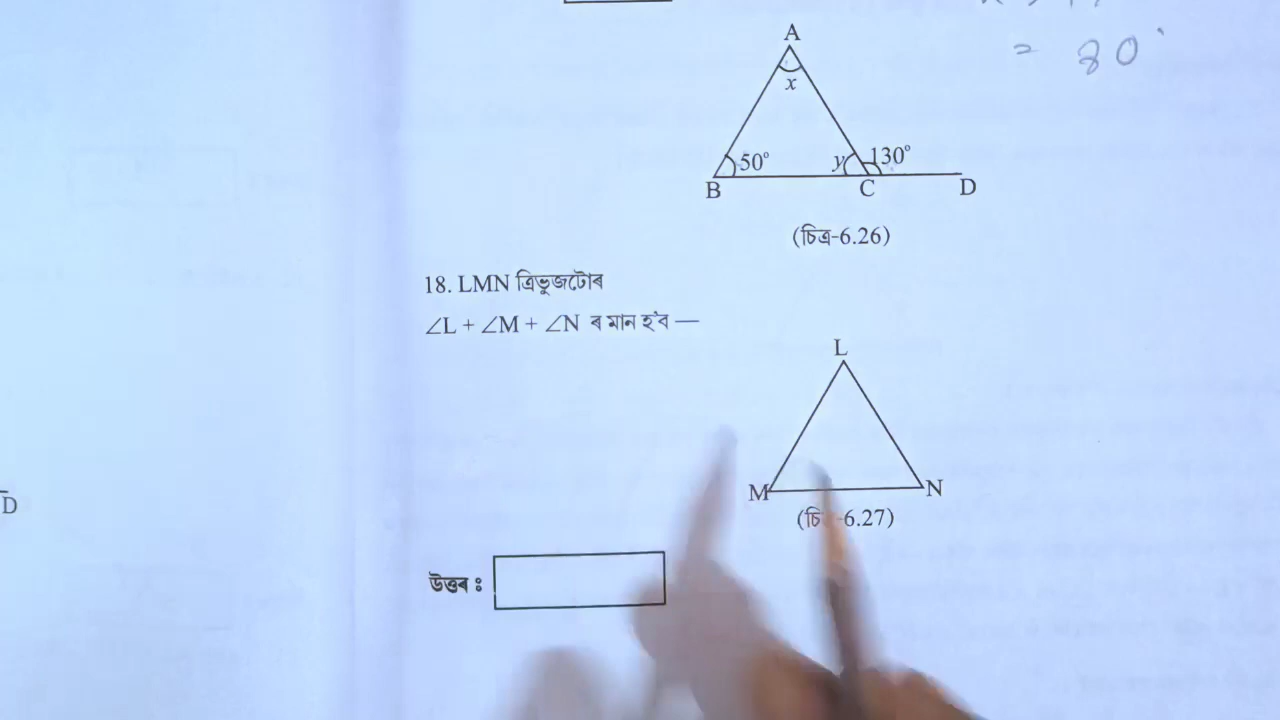 = 80°
A
x
50° y 130°
B C D
(চিত্ৰ-6.26)
18. LMN ত্ৰিভুজটোৰ
∠L + ∠M + ∠N ৰ মান হ'ব —
L
M N
D
(চিত্ৰ-6.27)
উত্তৰ :